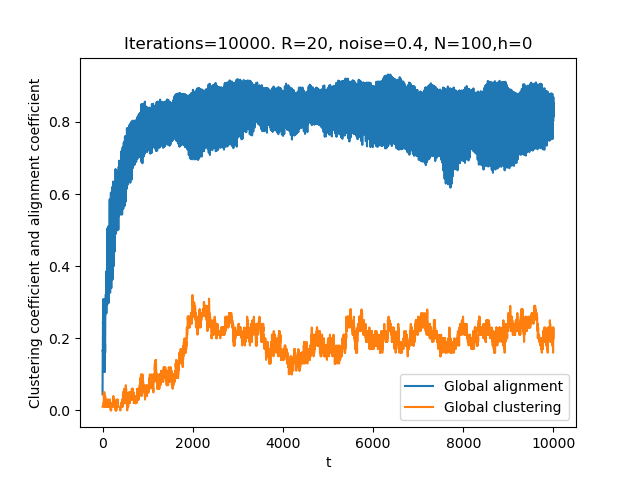 Iterations=10000. R=20, noise=0.4, N=100,h=0
Clustering coefficient and alignment coefficient
0.8
0.6
0.4
0.2
0.0
Global alignment
Global clustering
0 2000 4000 6000 8000 10000
t